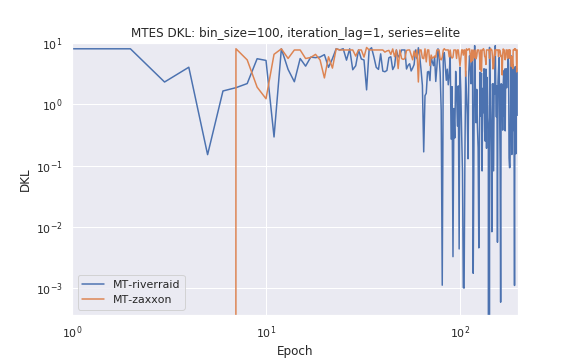 MTES DKL: bin_size=100, iteration_lag=1, series=elite
10¹
10⁰
10⁻¹
10⁻²
10⁻³
DKL
MT-riverraid
MT-zaxxon
10⁰ 10¹ 10²
Epoch